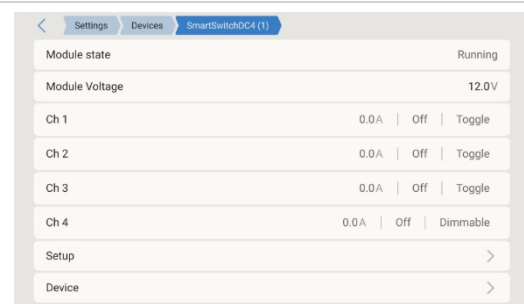 Settings Devices SmartSwitchDC4 (1)
Module state Running
Module Voltage 12.0V
Ch 1 0.0A | Off | Toggle
Ch 2 0.0A | Off | Toggle
Ch 3 0.0A | Off | Toggle
Ch 4 0.0A | Off | Dimmable
Setup
Device